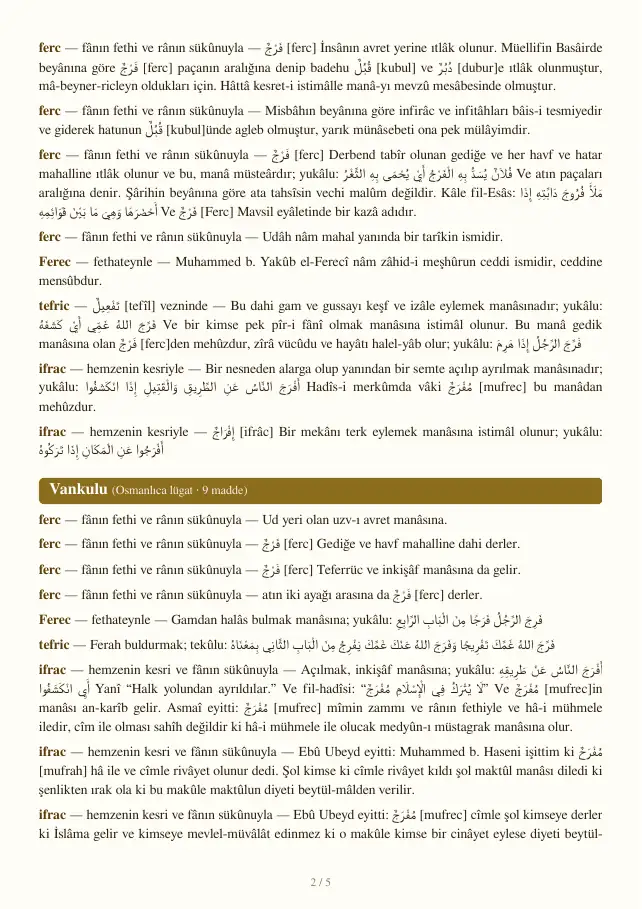 ferc — fânın fethi ve rânın sükûnuyla — فَرْجٌ [ferc] İnsânın avret yerine ıtlâk olunur. Müellifin Basâirde
beyânına göre فَرْجٌ [ferc] paçanın aralığına denip badehu قُبُلٌ [kubul] ve دُبُرٌ [dubur]e ıtlâk olunmuştur,
mâ-beyner-ricleyn oldukları için. Hâttâ kesret-i istimâlle manâ-yı mevzû mesâbesinde olmuştur.
ferc — fânın fethi ve rânın sükûnuyla — Misbâhın beyânına göre infirâc ve infitâhları bâis-i tesmiyedir
ve giderek hatunun قُبُلٌ [kubul]ünde agleb olmuştur, yarık münâsebeti ona pek mülâyimdir.
ferc — fânın fethi ve rânın sükûnuyla — فَرْجٌ [ferc] Derbend tabîr olunan gediğe ve her havf ve hatar
mahalline ıtlâk olunur ve bu, manâ müsteârdır; yukâlu: فُلاَنٌ يُسَدُّ بِهِ الْفَرْجُ أَيْ يُحْمَى بِهِ الثَّغْرُ Ve atın paçaları
aralığına denir. Şârihin beyânına göre ata tahsîsin vechi malûm değildir. Kâle fil-Esâs: مَلَأَ فُرُوجَ دَابَّتِهِ إِذَا
أَحْضَرَهَا وَهِيَ مَا بَيْنَ قَوَائِمِهِ Ve فَرْجٌ [Ferc] Mavsil eyâletinde bir kazâ adıdır.
ferc — fânın fethi ve rânın sükûnuyla — Udâh nâm mahal yanında bir tarîkin ismidir.
Ferec — fethateynle — Muhammed b. Yakûb el-Ferecî nâm zâhid-i meşhûrun ceddi ismidir, ceddine
mensûbdur.
tefric — تَفْرِيجٌ [tefîl] vezninde — Bu dahi gam ve gussayı keşf ve izâle eylemek manâsınadır; yukâlu:
فَرَّجَ اللهُ غَمِّي أَيْ كَشَفَهُ Ve bir kimse pek pîr-i fânî olmak manâsına istimâl olunur. Bu manâ gedik
manâsına olan فَرْجٌ [ferc]den mehûzdur, zîrâ vücûdu ve hayâtı halel-yâb olur; yukâlu: فَرَّجَ الرَّجُلُ إِذَا هَرِمَ
ifrac — hemzenin kesriyle — Bir nesneden alarga olup yanından bir semte açılıp ayrılmak manâsınadır;
yukâlu: أَفْرَجَ النَّاسُ عَنِ الطَّرِيقِ وَالْقَتِيلِ إِذَا انْكَشَفُوا Hadîs-i merkûmda vâki مُفْرَجٌ [mufrec] bu manâdan
mehûzdur.
ifrac — hemzenin kesriyle — إِفْرَاجٌ [ifrâc] Bir mekânı terk eylemek manâsına istimâl olunur; yukâlu:
أَفْرَجُوا عَنِ الْمَكَانِ إِذَا تَرَكُوهُ
Vankulu (Osmanlıca lügat · 9 madde)
ferc — fânın fethi ve rânın sükûnuyla — Ud yeri olan uzv-ı avret manâsına.
ferc — fânın fethi ve rânın sükûnuyla — فَرْجٌ [ferc] Gediğe ve havf mahalline dahi derler.
ferc — fânın fethi ve rânın sükûnuyla — فَرْجٌ [ferc] Teferrüc ve inkişâf manâsına da gelir.
ferc — fânın fethi ve rânın sükûnuyla — atın iki ayağı arasına da فَرْجٌ [ferc] derler.
Ferec — fethateynle — Gamdan halâs bulmak manâsına; yukâlu: فَرِجَ الرَّجُلُ فَرَجًا مِن الْبَابِ الرَّابِعِ
tefric — Ferah buldurmak; tekûlu: فَرَّجَ اللهُ غَمَّكَ تَفْرِيجًا وَفَرَجَ اللهُ عَنْكَ غَمَّكَ يَفْرِجُ مِنَ الْبَابِ الثَّانِي بِمَعْنَاهُ
ifrac — hemzenin kesri ve fânın sükûnuyla — Açılmak, inkişâf manâsına; yukâlu: أَفْرَجَ النَّاسُ عَنْ طَرِيقِهِ
أَيِ انْكَشَفُوا Yanî “Halk yolundan ayrıldılar.” Ve fil-hadîsi: “لَا يُتْرَكُ فِي الْإِسْلَامِ مُفْرَجٌ” Ve مُفْرَجٌ [mufrec]in
manâsı an-karîb gelir. Asmaî eyitti: مُفْرَجٌ [mufrec] mîmin zammı ve rânın fethiyle ve hâ-i mühmele
iledir, cîm ile olması sahîh değildir ki hâ-i mühmele ile olucak medyûn-ı müstagrak manâsına olur.
ifrac — hemzenin kesri ve fânın sükûnuyla — Ebû Ubeyd eyitti: Muhammed b. Haseni işittim ki مُفْرَحٌ
[mufrah] hâ ile ve cîmle rivâyet olunur dedi. Şol kimse ki cîmle rivâyet kıldı şol maktûl manâsı diledi ki
şenlikten ırak ola ki bu makûle maktûlun diyeti beytül-mâlden verilir.
ifrac — hemzenin kesri ve fânın sükûnuyla — Ebû Ubeyd eyitti: مُفْرَجٌ [mufrec] cîmle şol kimseye derler
ki İslâma gelir ve kimseye mevlel-müvâlât edinmez ki o makûle kimse bir cinâyet eylese diyeti beytül-
2 / 5